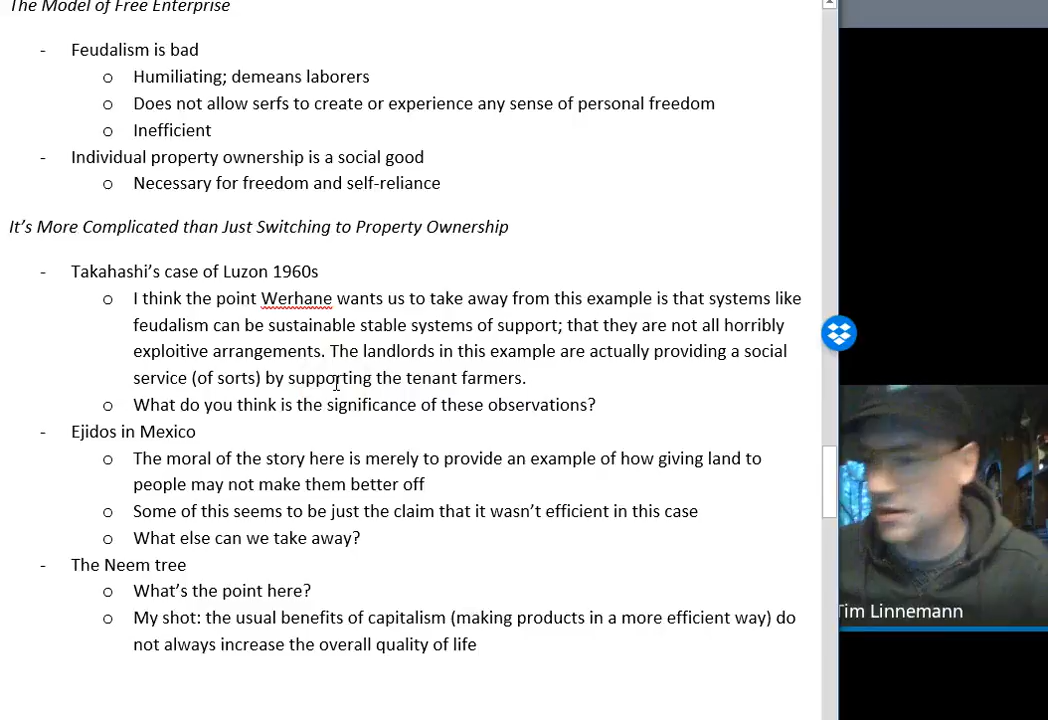 The Model of Free Enterprise
- Feudalism is bad
o Humiliating; demeans laborers
o Does not allow serfs to create or experience any sense of personal freedom
o Inefficient
- Individual property ownership is a social good
o Necessary for freedom and self-reliance
It's More Complicated than Just Switching to Property Ownership
- Takahashi's case of Luzon 1960s
o I think the point Werhane wants us to take away from this example is that systems like
feudalism can be sustainable stable systems of support; that they are not all horribly
exploitive arrangements. The landlords in this example are actually providing a social
service (of sorts) by supporting the tenant farmers.
o What do you think is the significance of these observations?
- Ejidos in Mexico
o The moral of the story here is merely to provide an example of how giving land to
people may not make them better off
o Some of this seems to be just the claim that it wasn't efficient in this case
o What else can we take away?
- The Neem tree
o What's the point here?
o My shot: the usual benefits of capitalism (making products in a more efficient way) do
not always increase the overall quality of life
Tim Linnemann